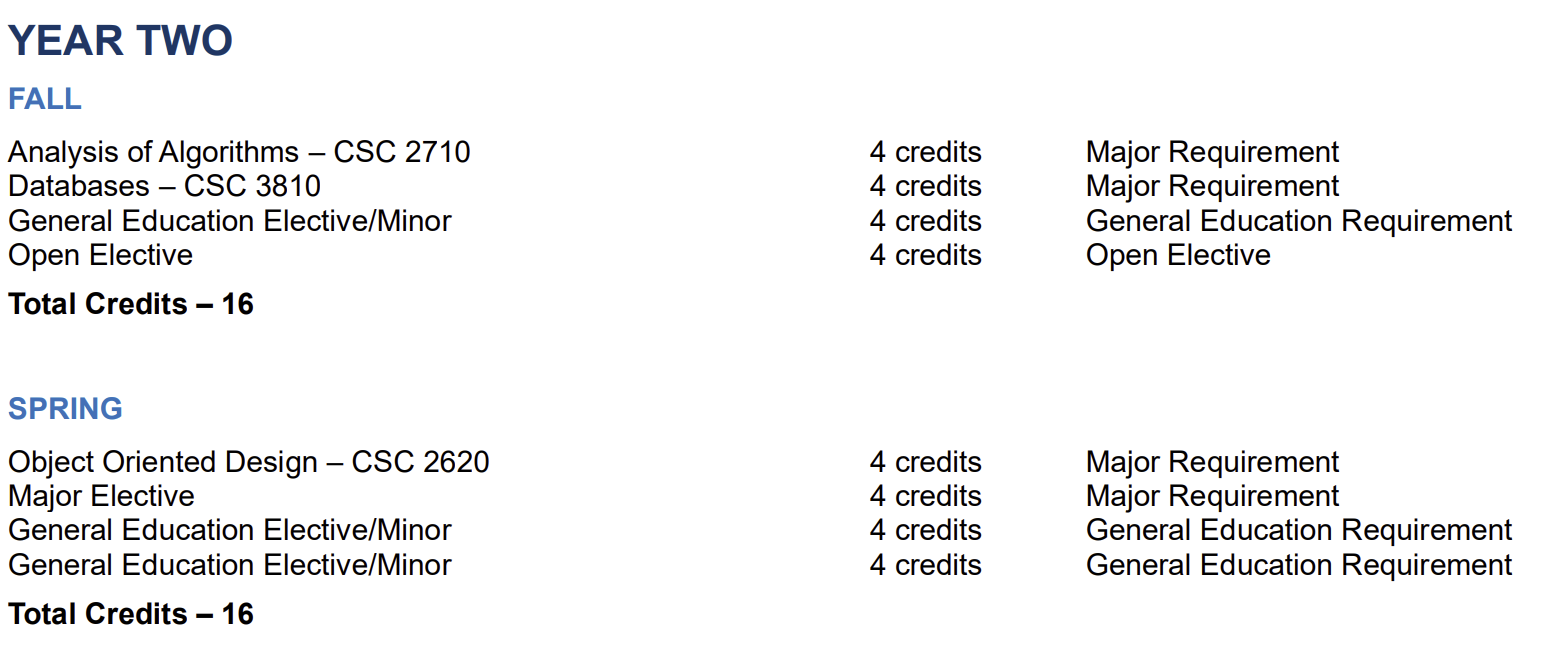 YEAR TWO
FALL
Analysis of Algorithms – CSC 2710 4 credits Major Requirement
Databases – CSC 3810 4 credits Major Requirement
General Education Elective/Minor 4 credits General Education Requirement
Open Elective 4 credits Open Elective
Total Credits – 16
SPRING
Object Oriented Design – CSC 2620 4 credits Major Requirement
Major Elective 4 credits Major Requirement
General Education Elective/Minor 4 credits General Education Requirement
General Education Elective/Minor 4 credits General Education Requirement
Total Credits – 16